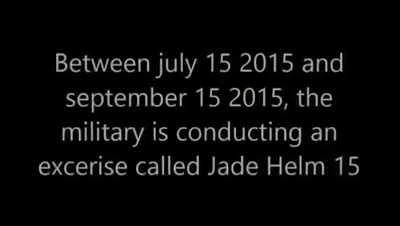 Between july 15 2015 and
september 15 2015, the
military is conducting an
excerise called Jade Helm 15